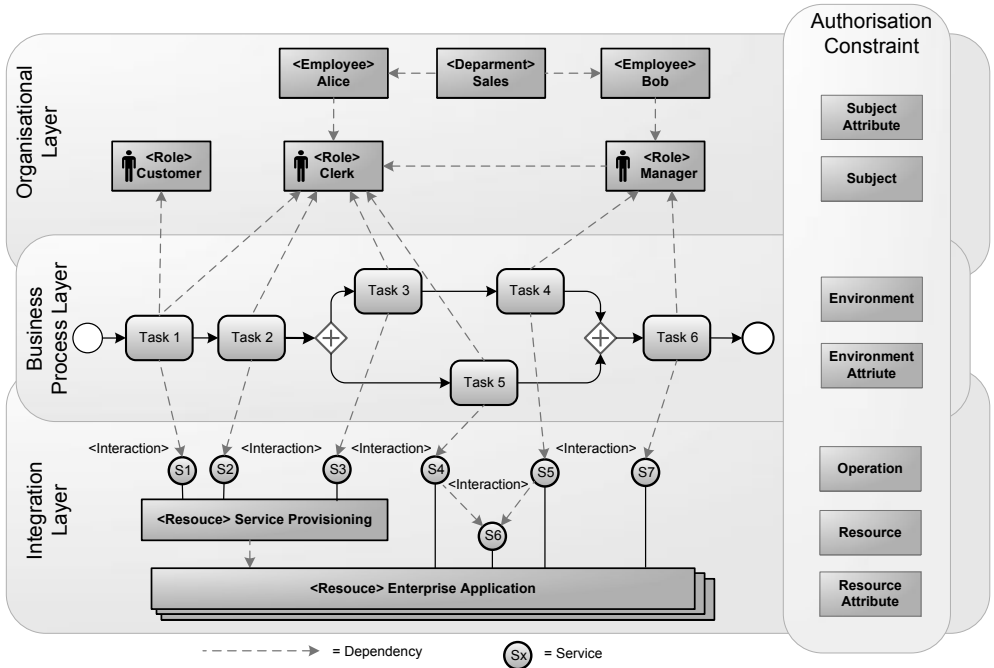 Authorisation
Constraint
Organisational
Layer
<Employee>
Alice
<Deparment>
Sales
<Employee>
Bob
<Role>
Customer
<Role>
Clerk
<Role>
Manager
Subject
Attribute
Subject
Business
Process Layer
Task 1
Task 2
Task 3
Task 4
Task 5
Task 6
Environment
Environment
Attriute
Integration
Layer
<Interaction>
<Interaction>
<Interaction>
<Interaction>
<Interaction>
S1
S2
S3
S4
S5
S7
S6
<Resouce> Service Provisioning
<Resouce> Enterprise Application
Operation
Resource
Resource
Attribute
= Dependency
Sx
= Service